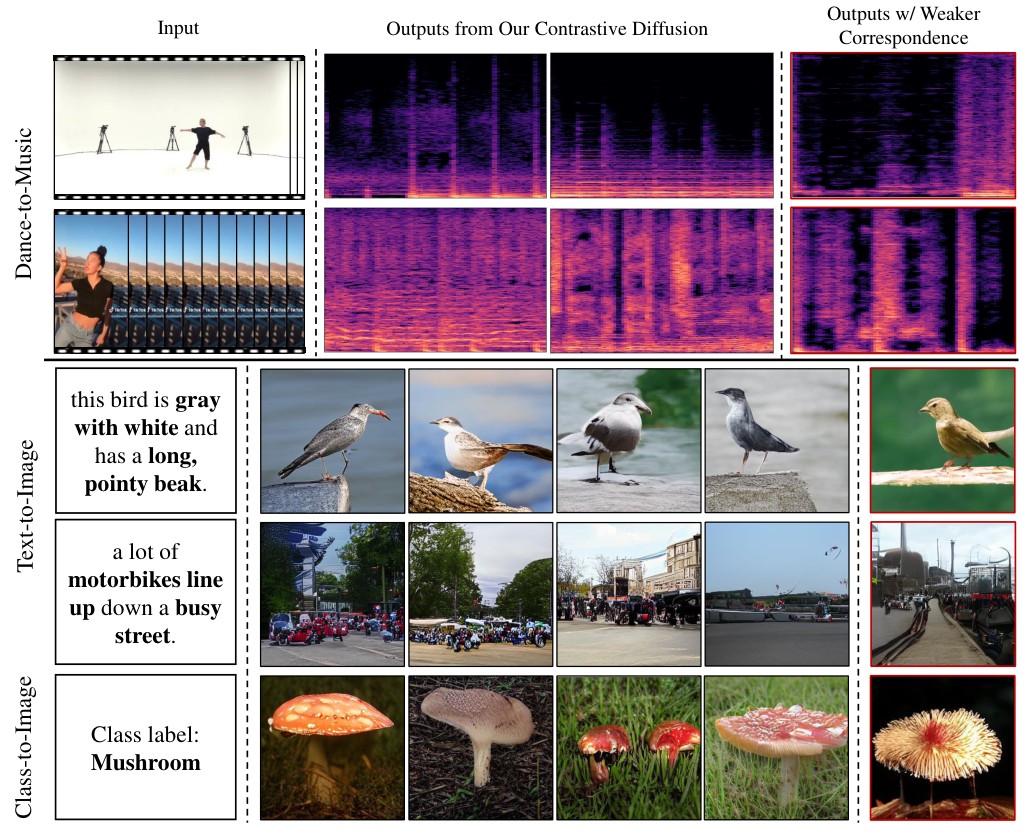 Input
Outputs from Our Contrastive Diffusion
Outputs w/ Weaker
Correspondence
Dance-to-Music
TikTok
Text-to-Image
this bird is gray
with white and
has a long,
pointy beak.
a lot of
motorbikes line
up down a busy
street.
Class-to-Image
Class label:
Mushroom